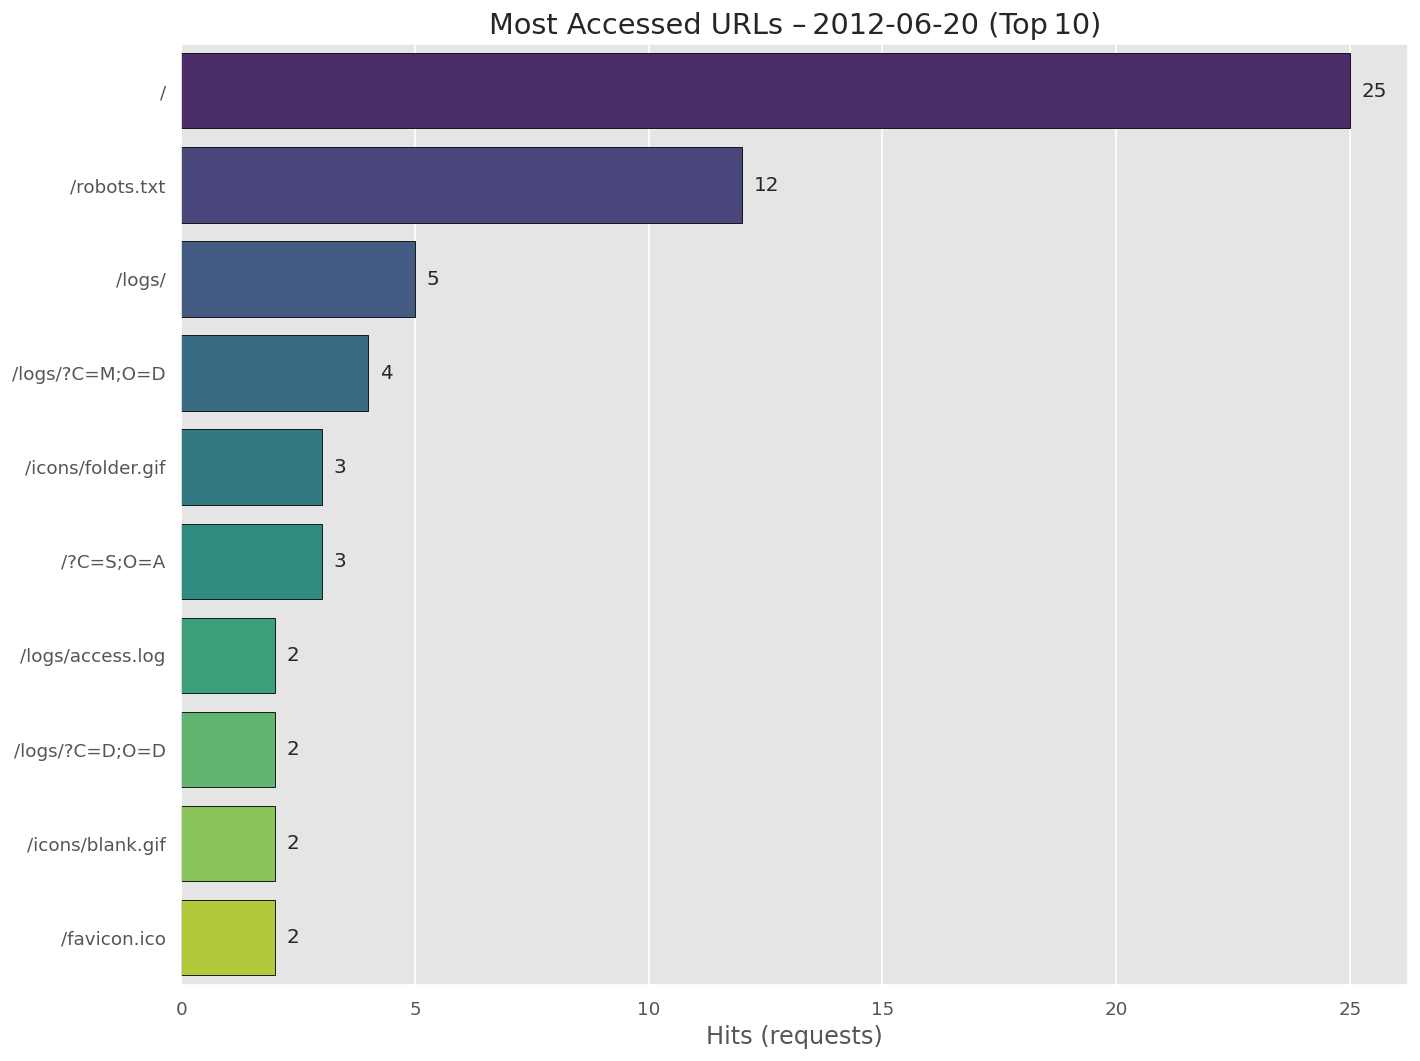 Most Accessed URLs – 2012-06-20 (Top 10)
/
25
/robots.txt
12
/logs/
5
/logs/?C=M;O=D
4
/icons/folder.gif
3
/?C=S;O=A
3
/logs/access.log
2
/logs/?C=D;O=D
2
/icons/blank.gif
2
/favicon.ico
2
0 5 10 15 20 25
Hits (requests)